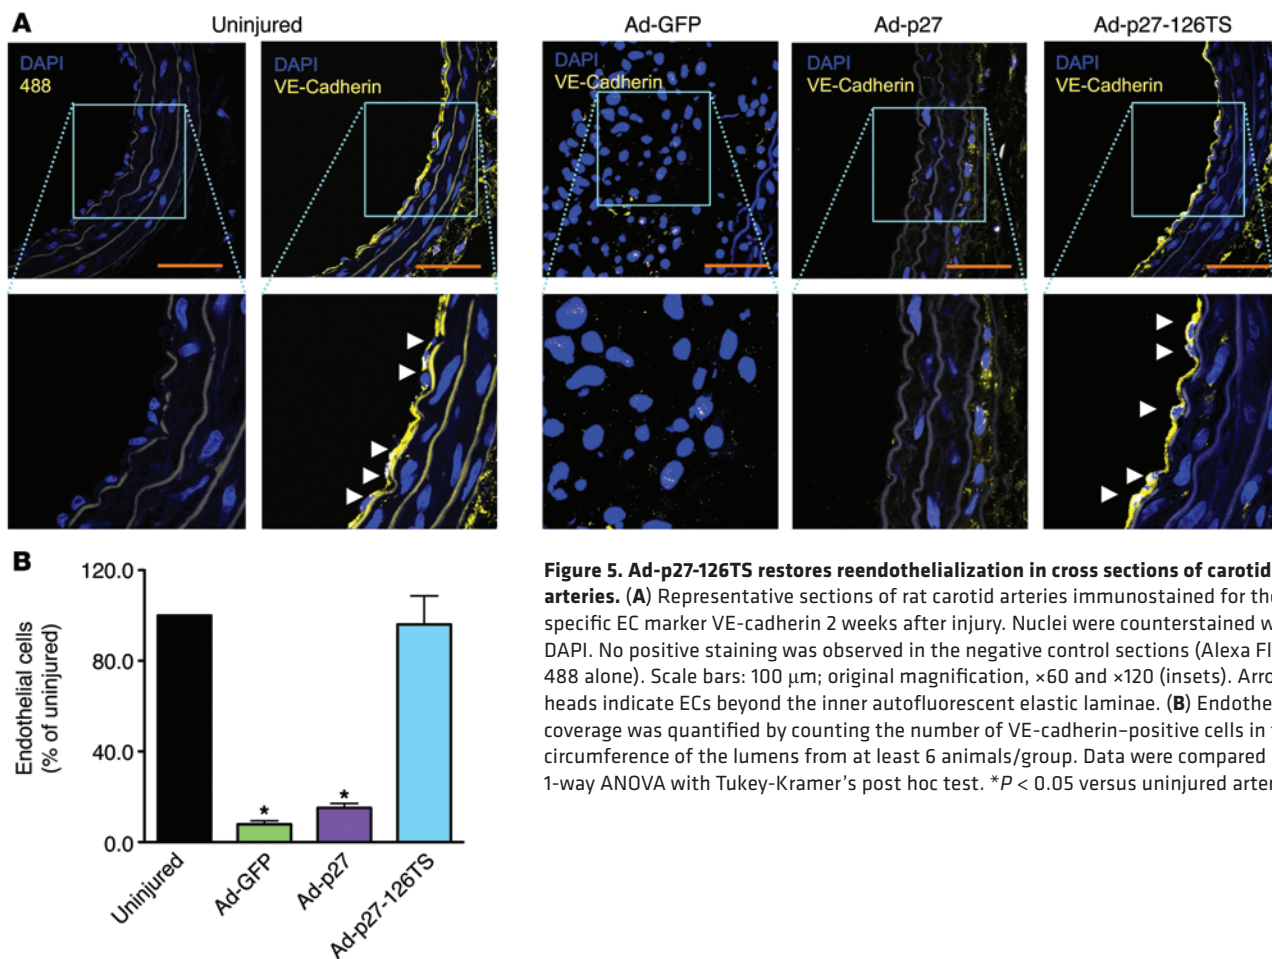 A
Uninjured
Ad-GFP
Ad-p27
Ad-p27-126TS
DAPI
488
DAPI
VE-Cadherin
DAPI
VE-Cadherin
DAPI
VE-Cadherin
DAPI
VE-Cadherin
B
Endothelial cells
(% of uninjured)
120.0
80.0
40.0
0.0
*
*
Uninjured
Ad-GFP
Ad-p27
Ad-p27-126TS
Figure 5. Ad-p27-126TS restores reendothelialization in cross sections of carotid
arteries. (A) Representative sections of rat carotid arteries immunostained for the
specific EC marker VE-cadherin 2 weeks after injury. Nuclei were counterstained
DAPI. No positive staining was observed in the negative control sections (Alexa
488 alone). Scale bars: 100 μm; original magnification, ×60 and ×120 (insets).
heads indicate ECs beyond the inner autofluorescent elastic laminae. (B)
coverage was quantified by counting the number of VE-cadherin–positive cells in
circumference of the lumens from at least 6 animals/group. Data were compared
1-way ANOVA with Tukey-Kramer's post hoc test. *P < 0.05 versus uninjured